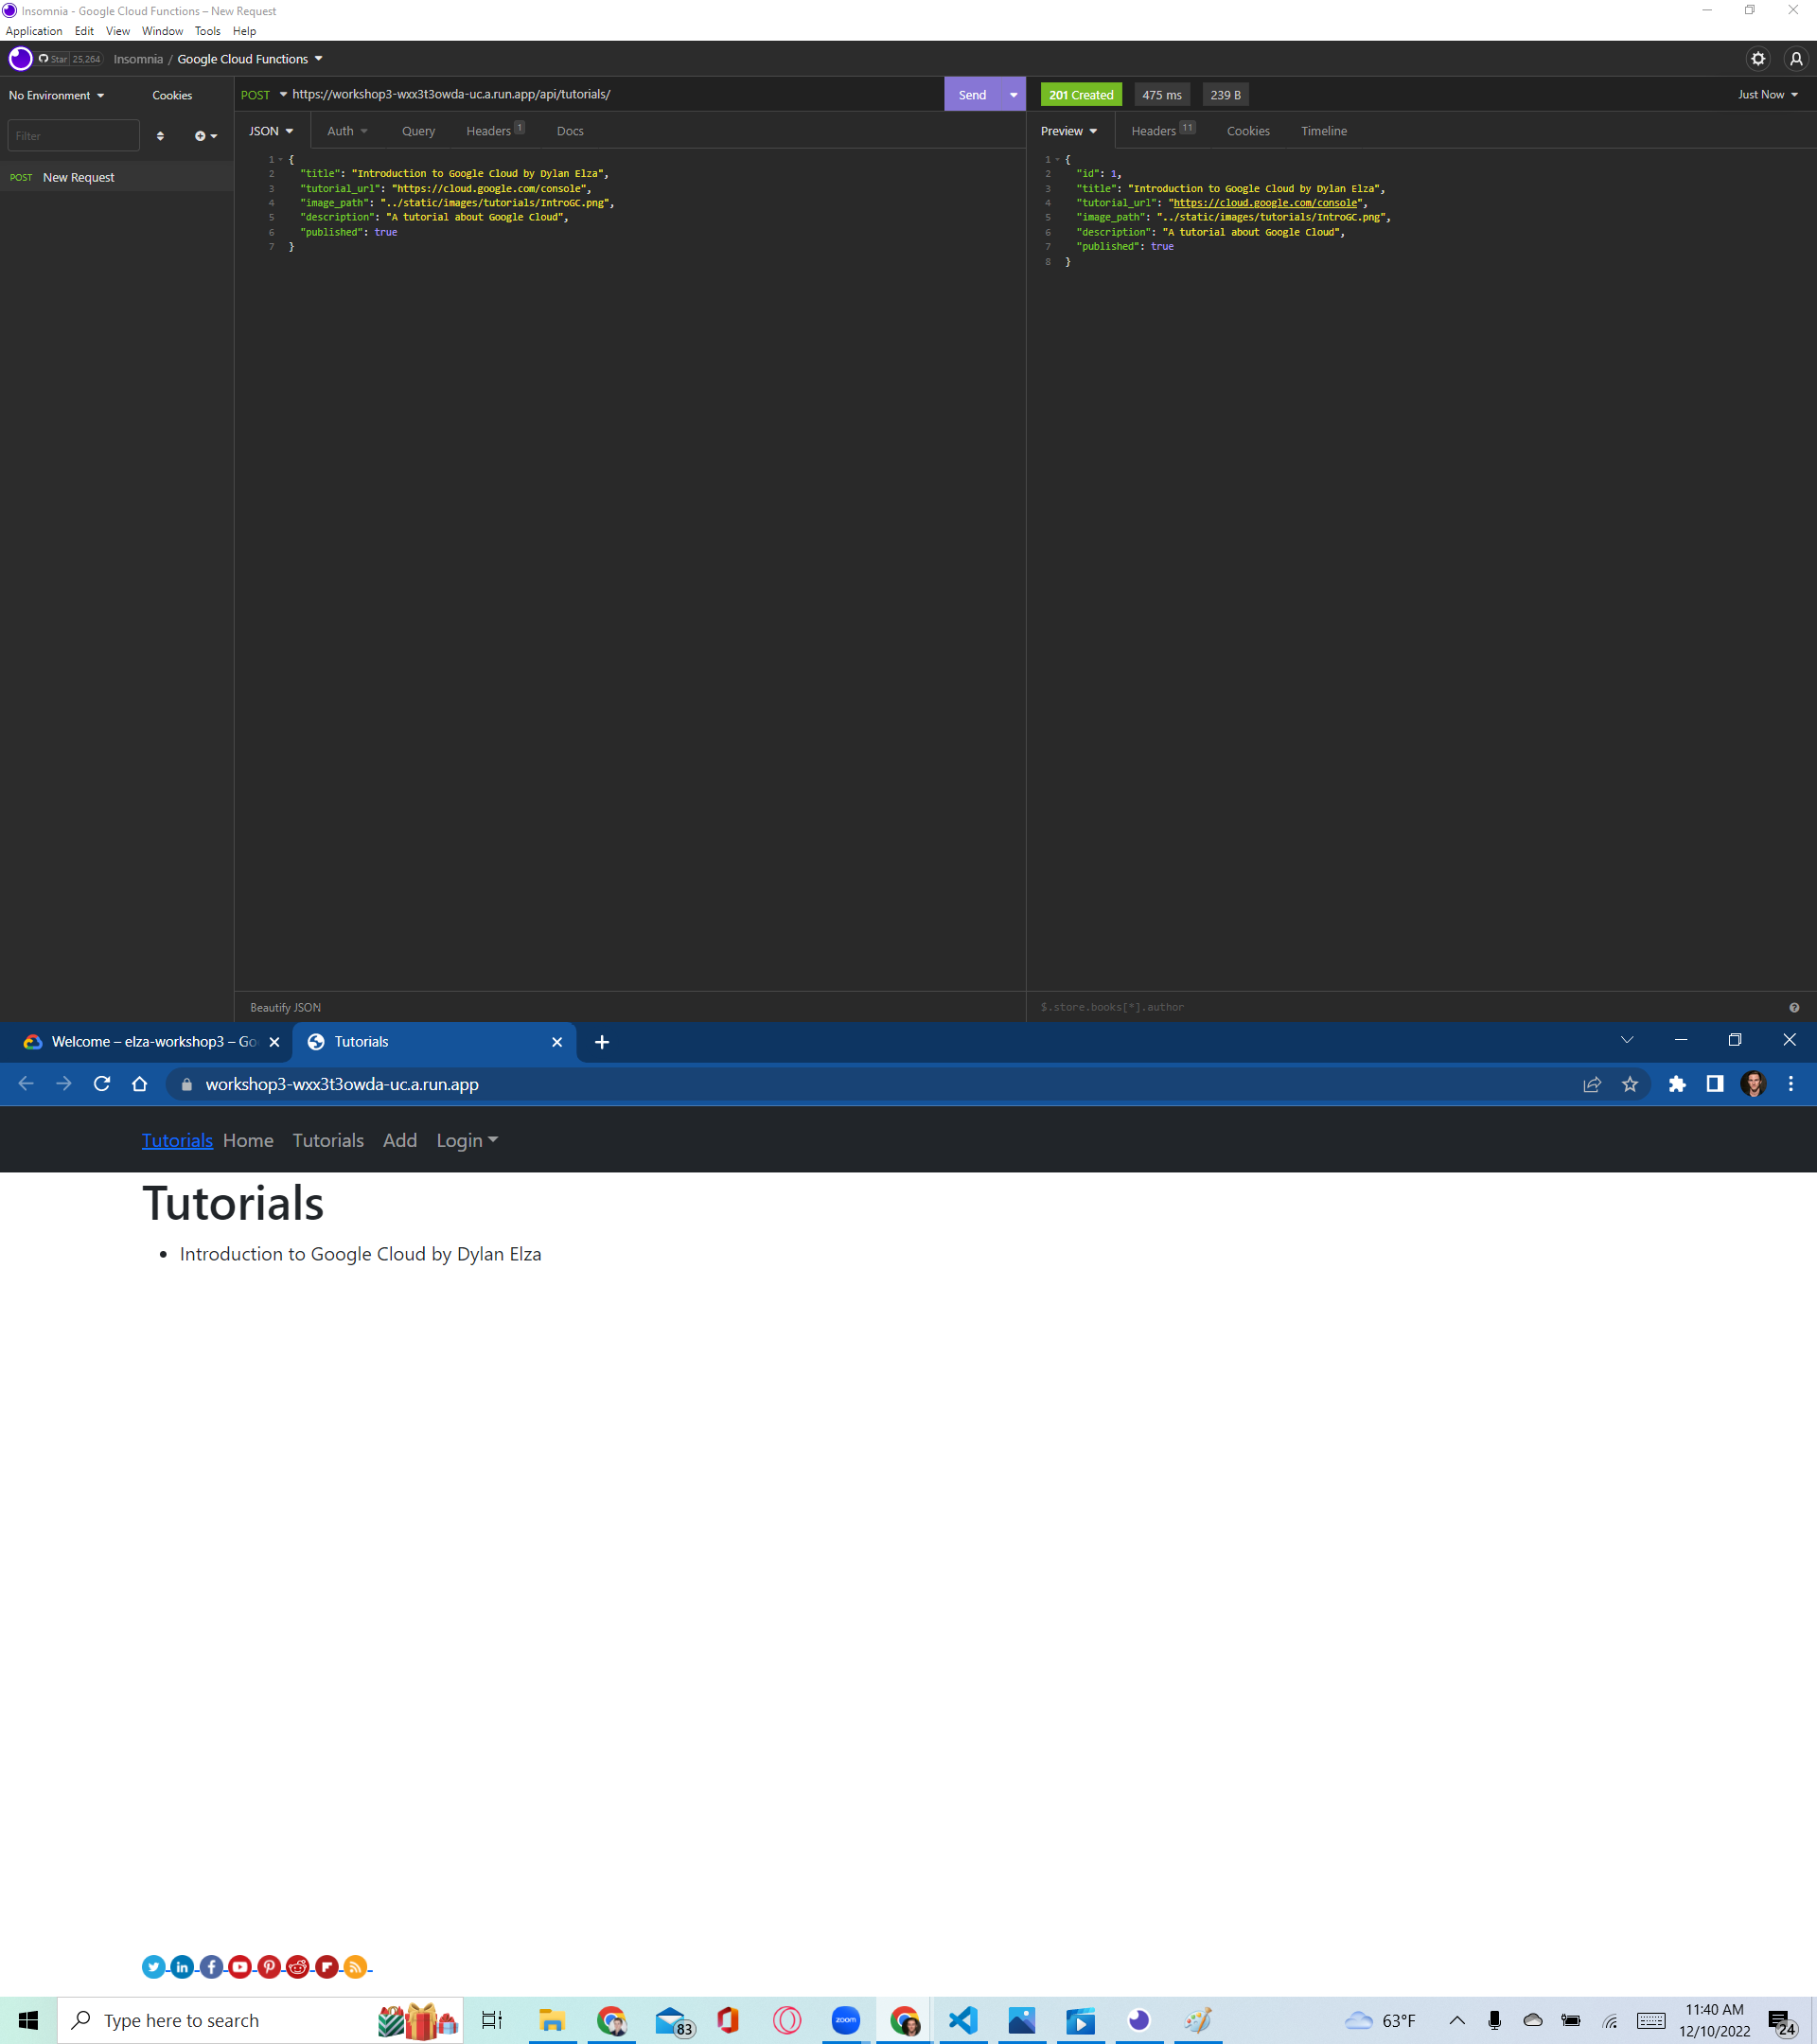 Insomnia - Google Cloud Functions – New Request
Application Edit View Window Tools Help
Star 25,264 Insomnia / Google Cloud Functions
No Environment Cookies
POST https://workshop3-wxx3t3owda-uc.a.run.app/api/tutorials/ Send
201 Created 475 ms 239 B Just Now
Filter
JSON Auth Query Headers 1 Docs
Preview Headers 11 Cookies Timeline
POST New Request
1 {
2 "title": "Introduction to Google Cloud by Dylan Elza",
3 "tutorial_url": "https://cloud.google.com/console",
4 "image_path": "../static/images/tutorials/IntroGC.png",
5 "description": "A tutorial about Google Cloud",
6 "published": true
7 }
1 {
2 "id": 1,
3 "title": "Introduction to Google Cloud by Dylan Elza",
4 "tutorial_url": "https://cloud.google.com/console",
5 "image_path": "../static/images/tutorials/IntroGC.png",
6 "description": "A tutorial about Google Cloud",
7 "published": true
8 }
Beautify JSON
$.store.books[*].author
Welcome – elza-workshop3 – Go
Tutorials
workshop3-wxx3t3owda-uc.a.run.app
Tutorials Home Tutorials Add Login
Tutorials
• Introduction to Google Cloud by Dylan Elza
Type here to search
83
zoom
63°F
11:40 AM
12/10/2022
24